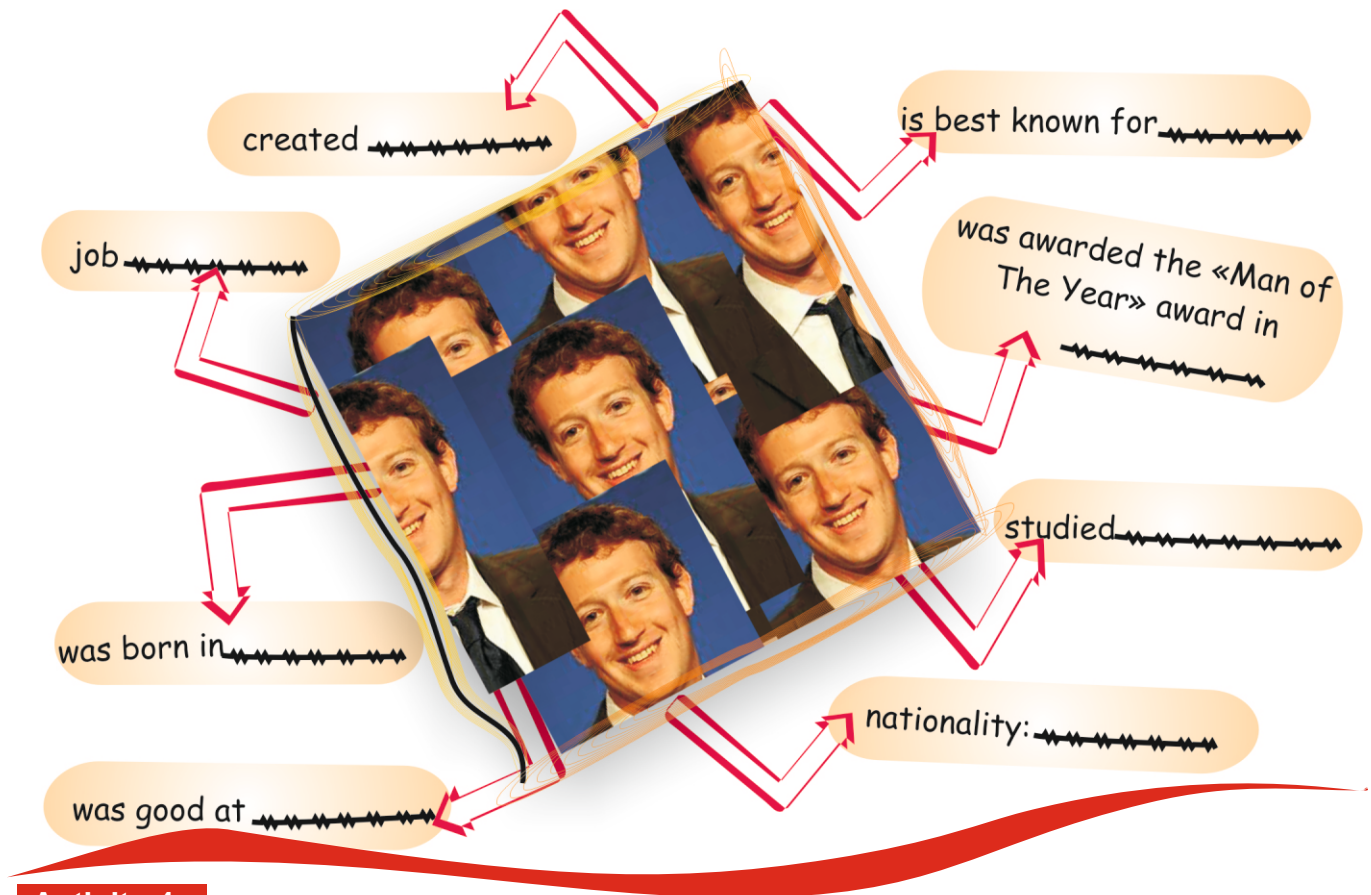 created
is best known for
job
was awarded the «Man of
The Year» award in
studied
was born in
nationality:
was good at